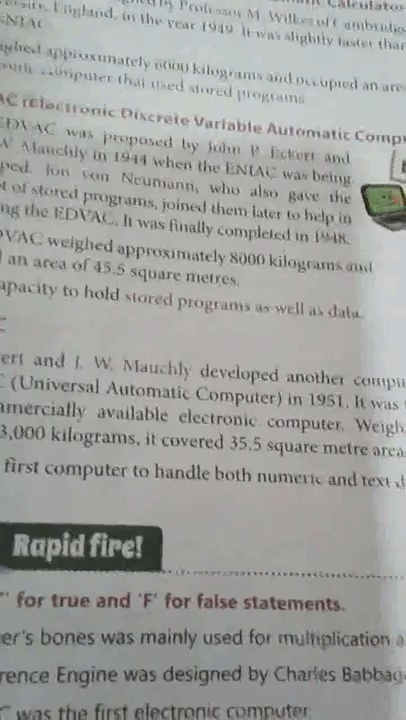 Calculator
by Professor M. Wilkes of Cambridge
England, in the year 1949. It was slightly faster than
ENIAC
approximately 6000 kilograms and occupied an are
computer that used stored programs
AC (Electronic Discrete Variable Automatic Comp
EDVAC was proposed by John P. Eckert and
W. Mauchly in 1944 when the ENIAC was being
ped. Jon von Neumann, who also gave the
t of stored programs, joined them later to help in
ng the EDVAC. It was finally completed in 1948.
VAC weighed approximately 8000 kilograms and
an area of 45.5 square metres.
apacity to hold stored programs as well as data.
C
ert and J. W. Mauchly developed another compu
C (Universal Automatic Computer) in 1951. It was
mmercially available electronic computer. Weigh
3,000 kilograms, it covered 35.5 square metre area
first computer to handle both numeric and text d
Rapid fire!
' for true and 'F' for false statements.
er's bones was mainly used for multiplication a
rence Engine was designed by Charles Babbag
C was the first electronic computer.